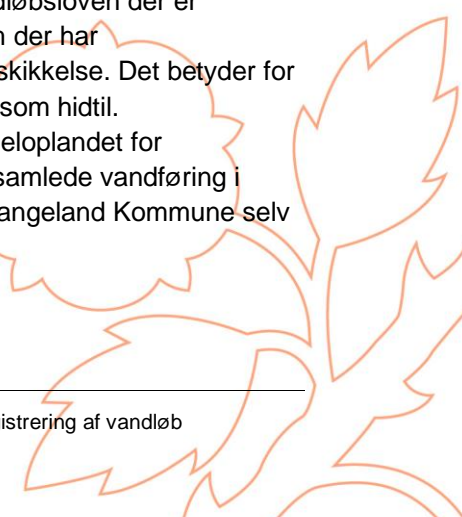 løbsloven der er
der har
skikkelse. Det betyder for
som hidtil.
eloplandet for
samlede vandføring i
angeland Kommune selv
istrering af vandløb